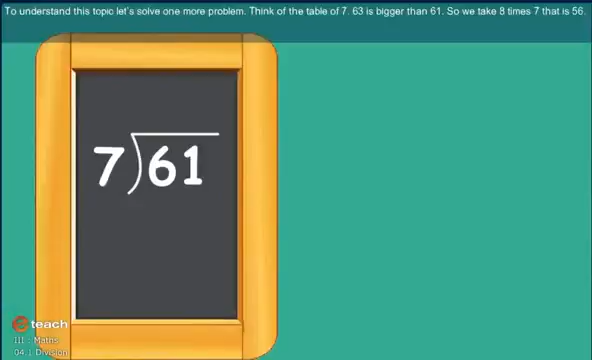 To understand this topic let's solve one more problem. Think of the table of 7. 63 is bigger than 61. So we take 8 times 7 that is 56.
7)61
eteach
III : Maths
04.1 Division